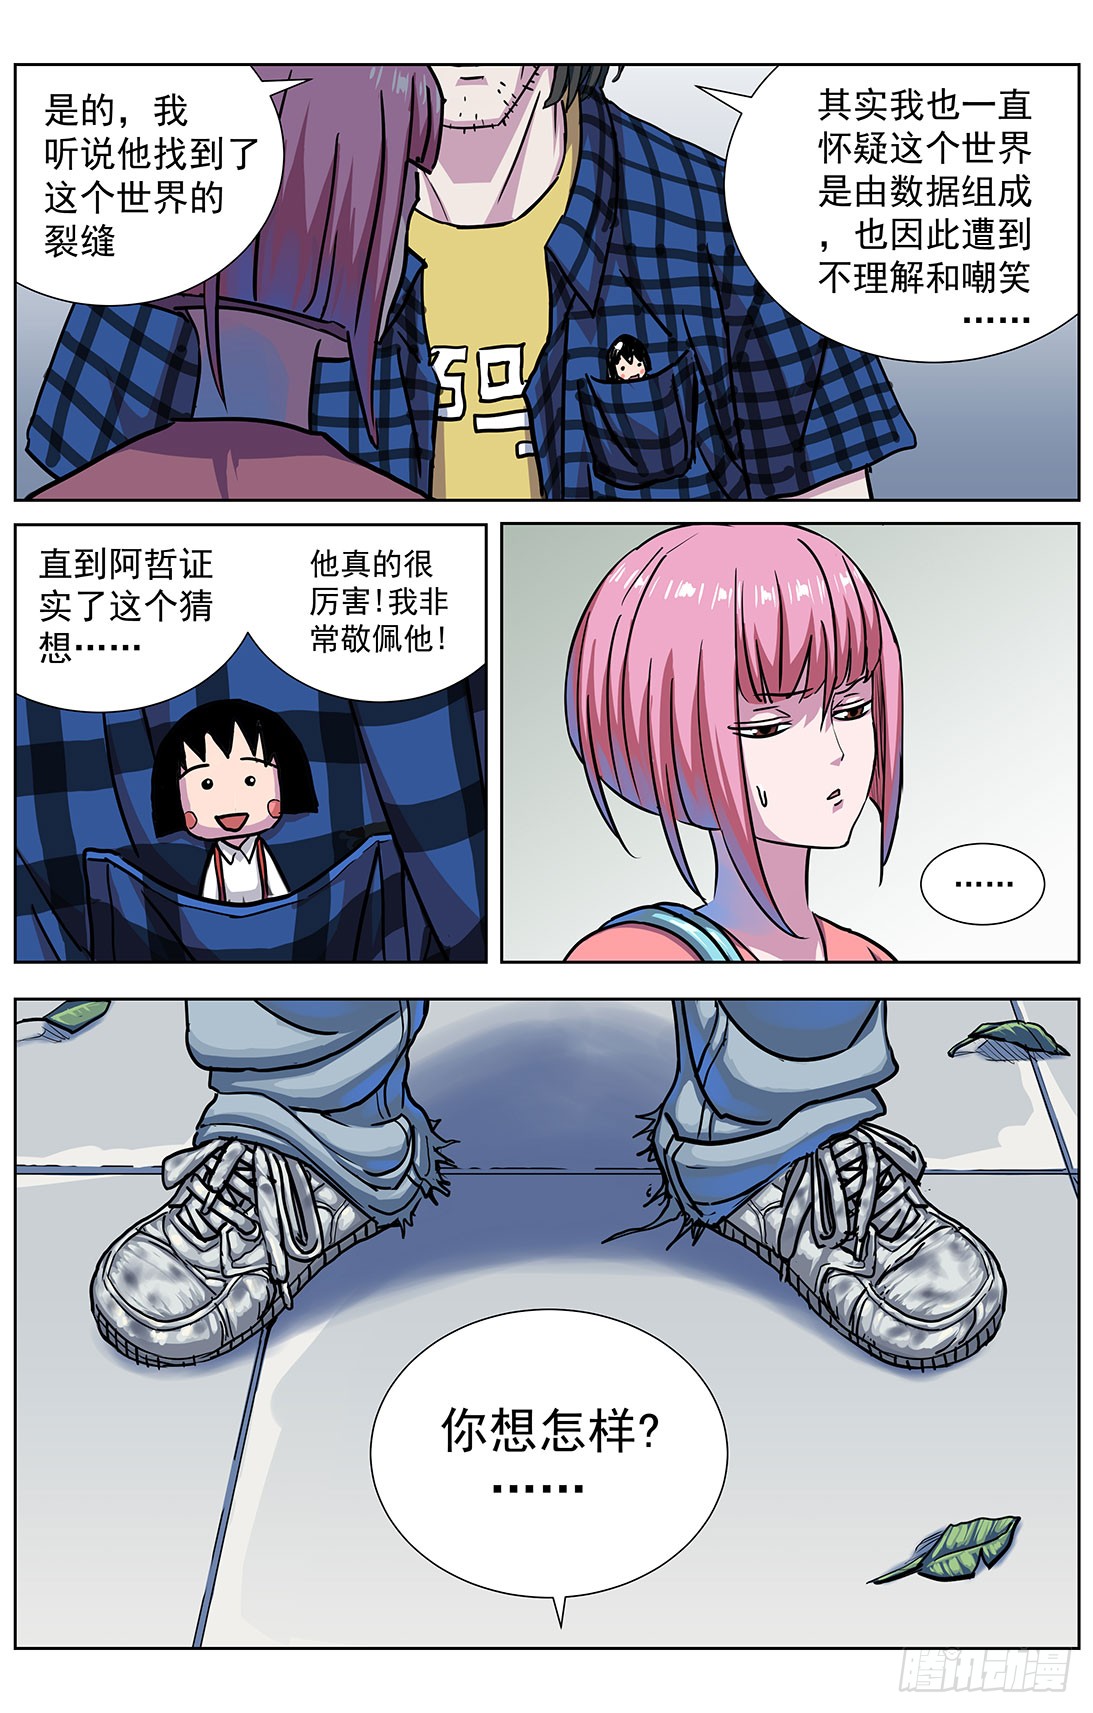 是的，我
听说他找到了
这个世界的
裂缝
其实我也一直
怀疑这个世界
是由数据组成
，也因此遭到
不理解和嘲笑
……
直到阿哲证
实了这个猜
想……
他真的很
厉害!我非
常敬佩他!
……
你想怎样?
……
腾讯动漫